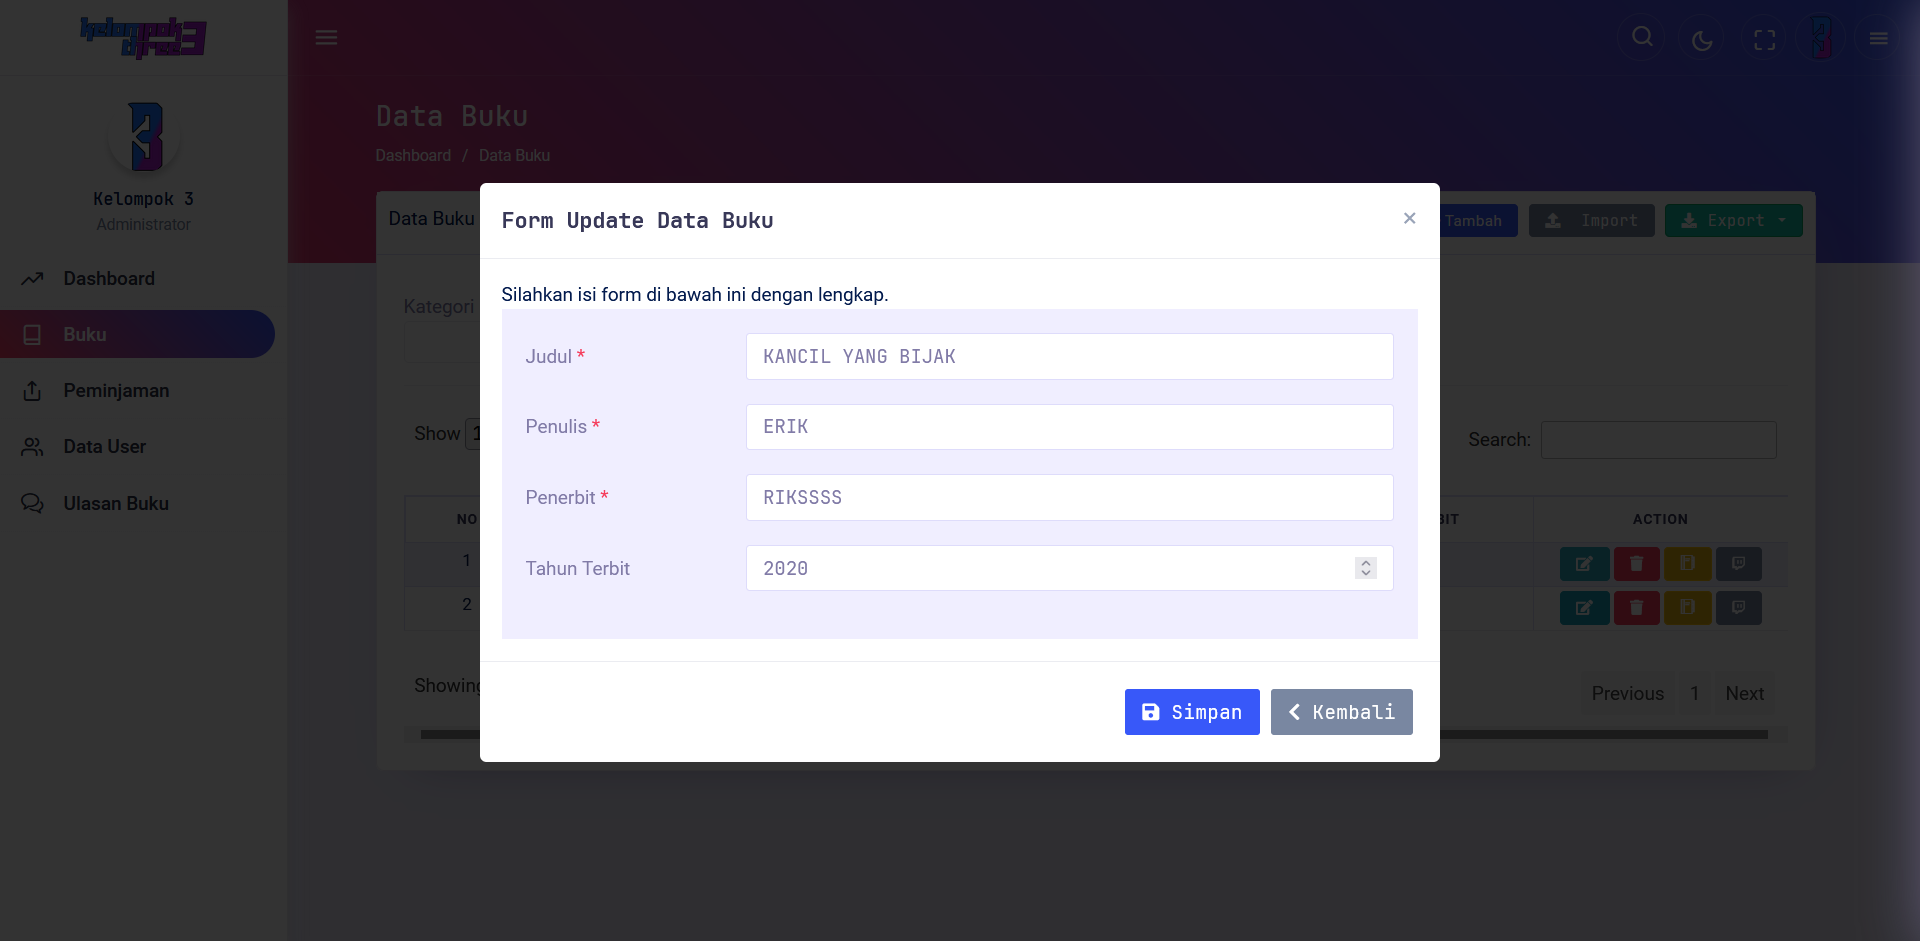 kelompok
three3
Kelompok 3
Administrator
Dashboard
Buku
Peminjaman
Data User
Ulasan Buku
Data Buku
Dashboard / Data Buku
Data Buku
Tambah
Import
Export
Kategori
Show
Search:
NO
BIT
ACTION
1
2
Showing
Previous 1 Next
Form Update Data Buku
×
Silahkan isi form di bawah ini dengan lengkap.
Judul * KANCIL YANG BIJAK
Penulis * ERIK
Penerbit * RIKSSSS
Tahun Terbit 2020
Simpan
Kembali